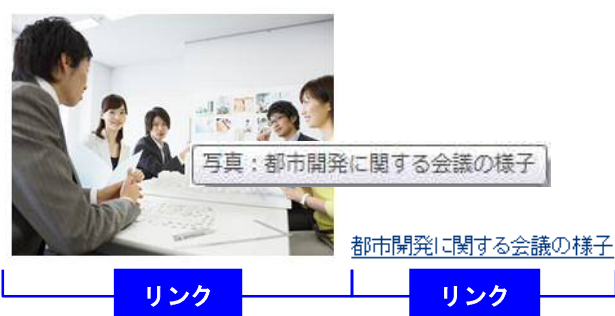 写真：都市開発に関する会議の様子
都市開発に関する会議の様子
リンク
リンク